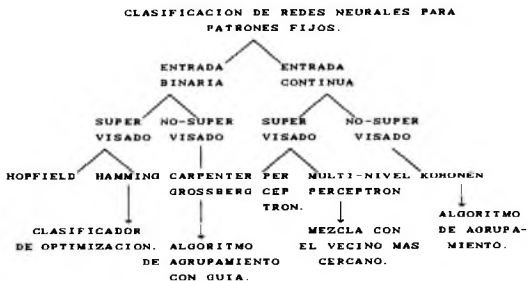 CLASIFICACION DE REDES NEURALES PARA
PATRONES FIJOS.
ENTRADA ENTRADA
BINARIA CONTINUA
SUPER NO-SUPER SUPER NO-SUPER
VISADO VISADO VISADO VISADO
HOPFIELD HAMMING CARPENTER PER MULTI-NIVEL KOHONEN
GROSSBERG CEP PERCEPTRON
TRON.
CLASIFICADOR MEZCLA CON ALGORITMO
DE OPTIMIZACION. ALGORITMO EL VECINO MAS DE AGRUPA-
DE AGRUPAMIENTO CERCANO. MIENTO.
CON GUIA.